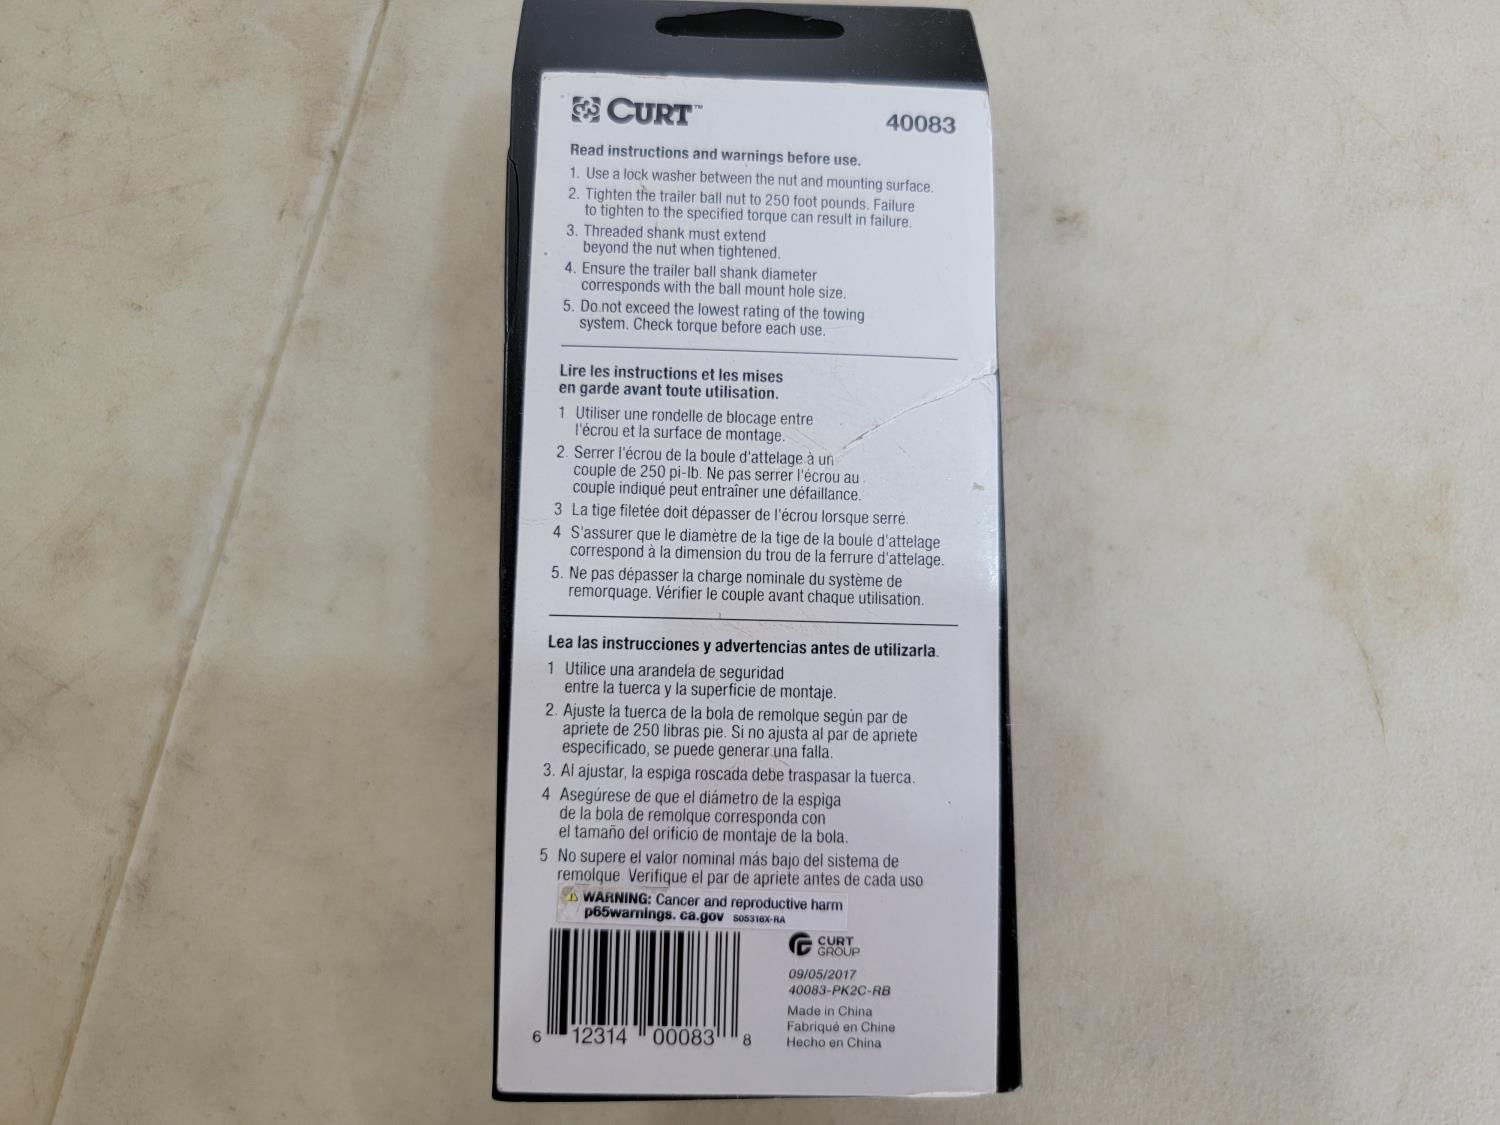 CURT™
40083
Read instructions and warnings before use.
1. Use a lock washer between the nut and mounting surface.
2. Tighten the trailer ball nut to 250 foot pounds. Failure
to tighten to the specified torque can result in failure.
3. Threaded shank must extend
beyond the nut when tightened.
4. Ensure the trailer ball shank diameter
corresponds with the ball mount hole size.
5. Do not exceed the lowest rating of the towing
system. Check torque before each use.
Lire les instructions et les mises
en garde avant toute utilisation.
1 Utiliser une rondelle de blocage entre
l'écrou et la surface de montage.
2. Serrer l'écrou de la boule d'attelage à un
couple de 250 pi-lb. Ne pas serrer l'écrou au
couple indiqué peut entraîner une défaillance.
3 La tige filetée doit dépasser de l'écrou lorsque serré.
4 S'assurer que le diamètre de la tige de la boule d'attelage
correspond à la dimension du trou de la ferrure d'attelage.
5. Ne pas dépasser la charge nominale du système de
remorquage. Vérifier le couple avant chaque utilisation.
Lea las instrucciones y advertencias antes de utilizarla.
1 Utilice una arandela de seguridad
entre la tuerca y la superficie de montaje.
2. Ajuste la tuerca de la bola de remolque según par de
apriete de 250 libras pie. Si no ajusta al par de apriete
especificado, se puede generar una falla.
3. Al ajustar, la espiga roscada debe traspasar la tuerca.
4 Asegúrese de que el diámetro de la espiga
de la bola de remolque corresponda con
el tamaño del orificio de montaje de la bola.
5 No supere el valor nominal más bajo del sistema de
remolque Verifique el par de apriete antes de cada uso
WARNING: Cancer and reproductive harm
p65warnings. ca.gov S05316X-RA
CURT
GROUP
09/05/2017
40083-PK2C-RB
Made in China
Fabriqué en Chine
Hecho en China
6 12314 00083 8